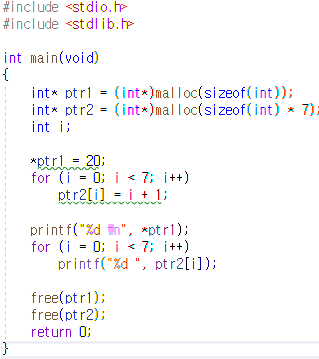 #include <stdio.h>
#include <stdlib.h>
int main(void)
{
int* ptr1 = (int*)malloc(sizeof(int));
int* ptr2 = (int*)malloc(sizeof(int) * 7);
int i;
*ptr1 = 20;
for (i = 0; i < 7; i++)
ptr2[i] = i + 1;
printf("%d ₩n", *ptr1);
for (i = 0; i < 7; i++)
printf("%d ", ptr2[i]);
free(ptr1);
free(ptr2);
return 0;
}